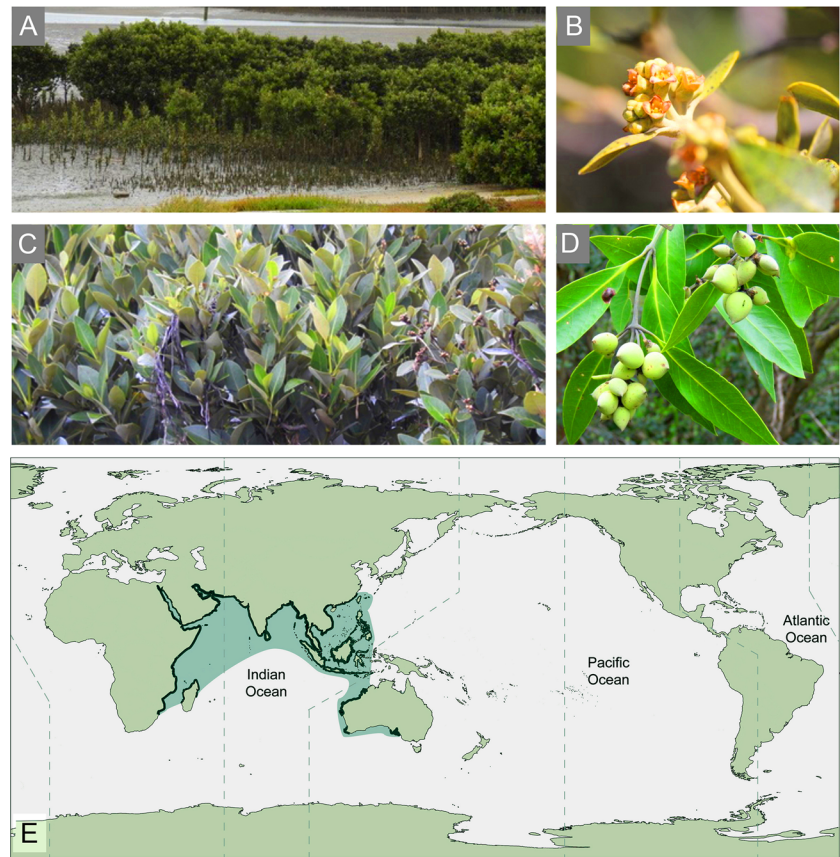 A
B
C
D
Indian
Ocean
Pacific
Ocean
Atlantic
Ocean
E